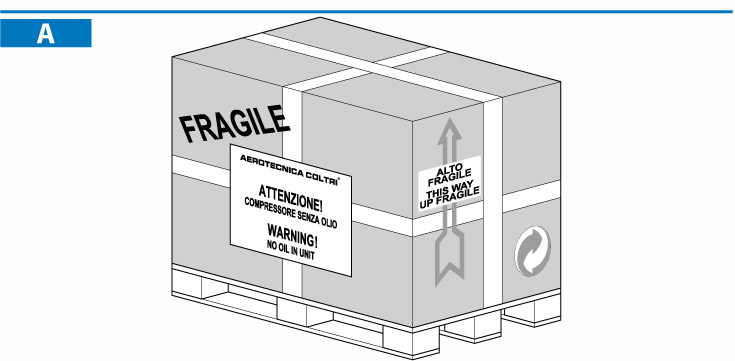 A
FRAGILE
AEROTECNICA COLTRI®
ATTENZIONE!
COMPRESSORE SENZA OLIO
WARNING!
NO OIL IN UNIT
ALTO
FRAGILE
THIS WAY
UP FRAGILE